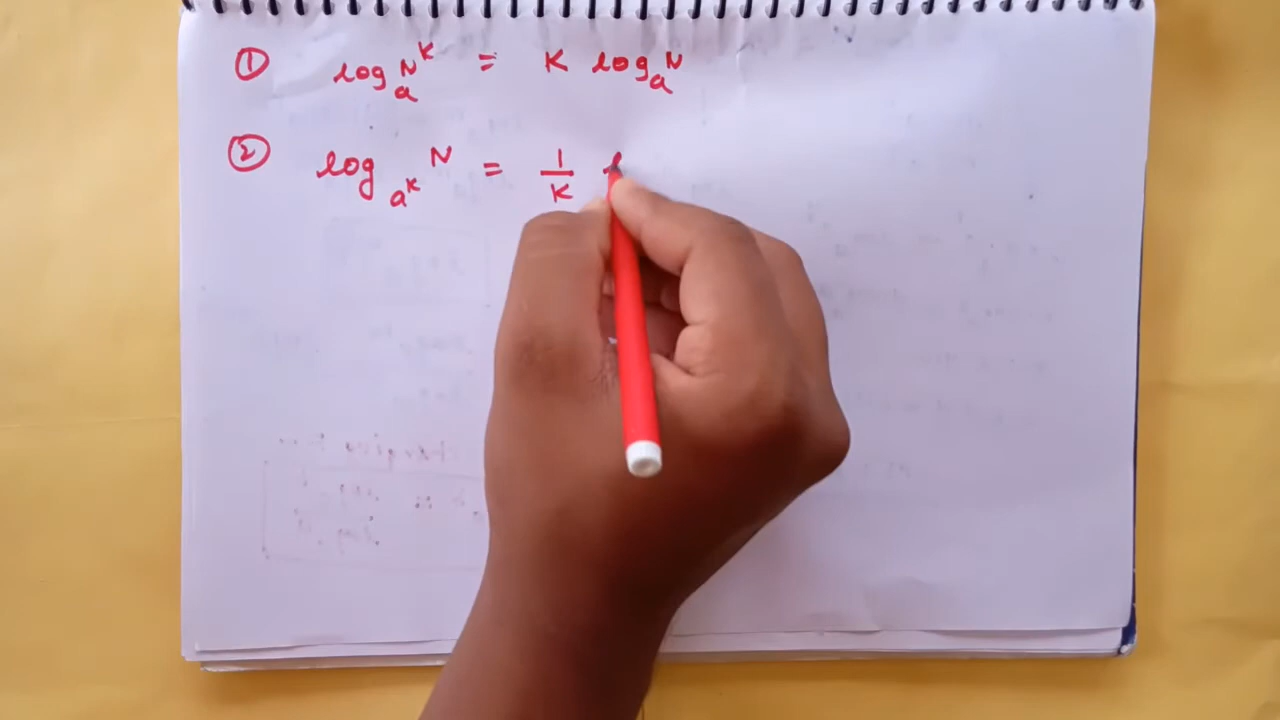 ① log_a N^K = K log_a N
② log_{a^K} N = 1/K l